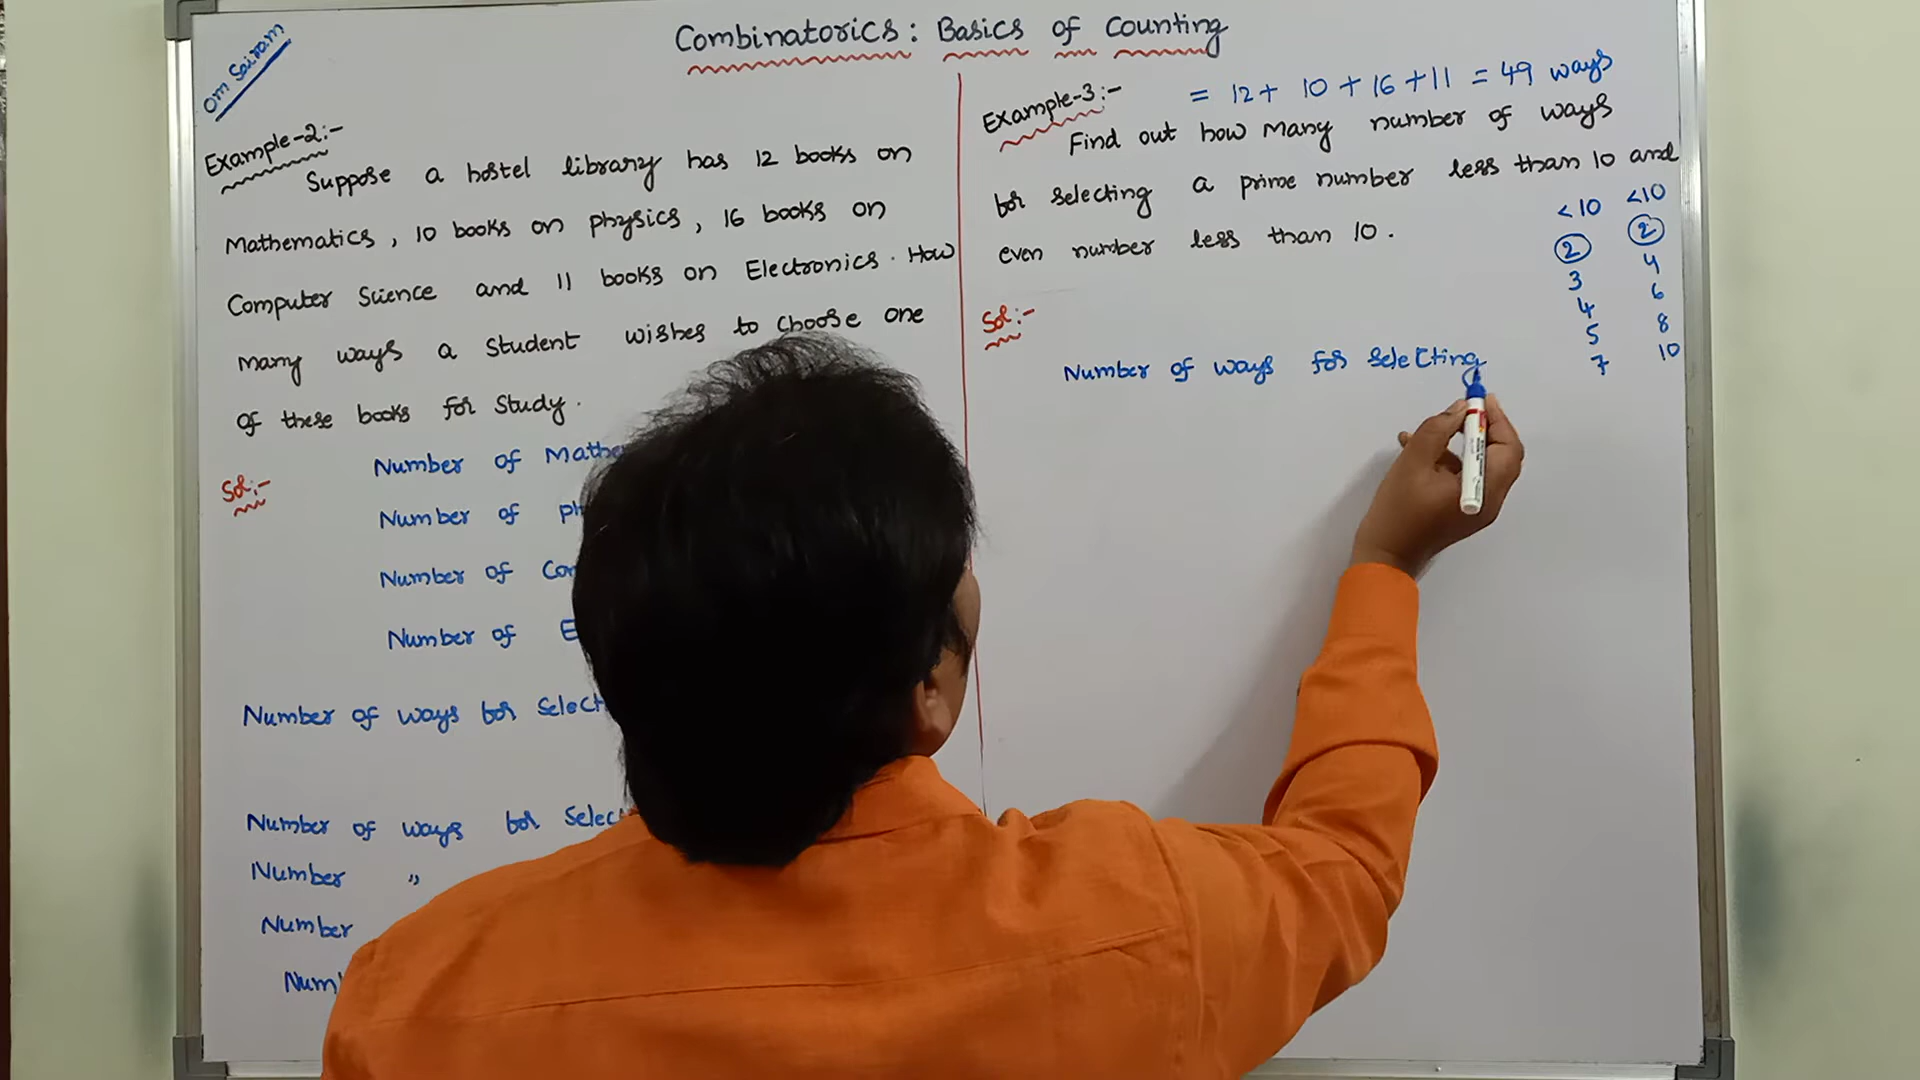 Om Sairam
Combinatorics: Basics of Counting
Example-2:-
Suppose a hostel library has 12 books on
Mathematics, 10 books on physics, 16 books on
Computer Science and 11 books on Electronics. How
many ways a student wishes to choose one
of these books for study.
Sol:-
Number of Mathe
Number of ph
Number of Com
Number of E
Number of ways for Select
Number of ways for Selec
Number "
Number
Num
Example-3:-
= 12 + 10 + 16 + 11 = 49 ways
Find out how many number of ways
for selecting a prime number less than 10 and
even number less than 10.
<10 <10
2 2
3 4
4 6
5 8
7 10
Sol:-
Number of ways for selecting